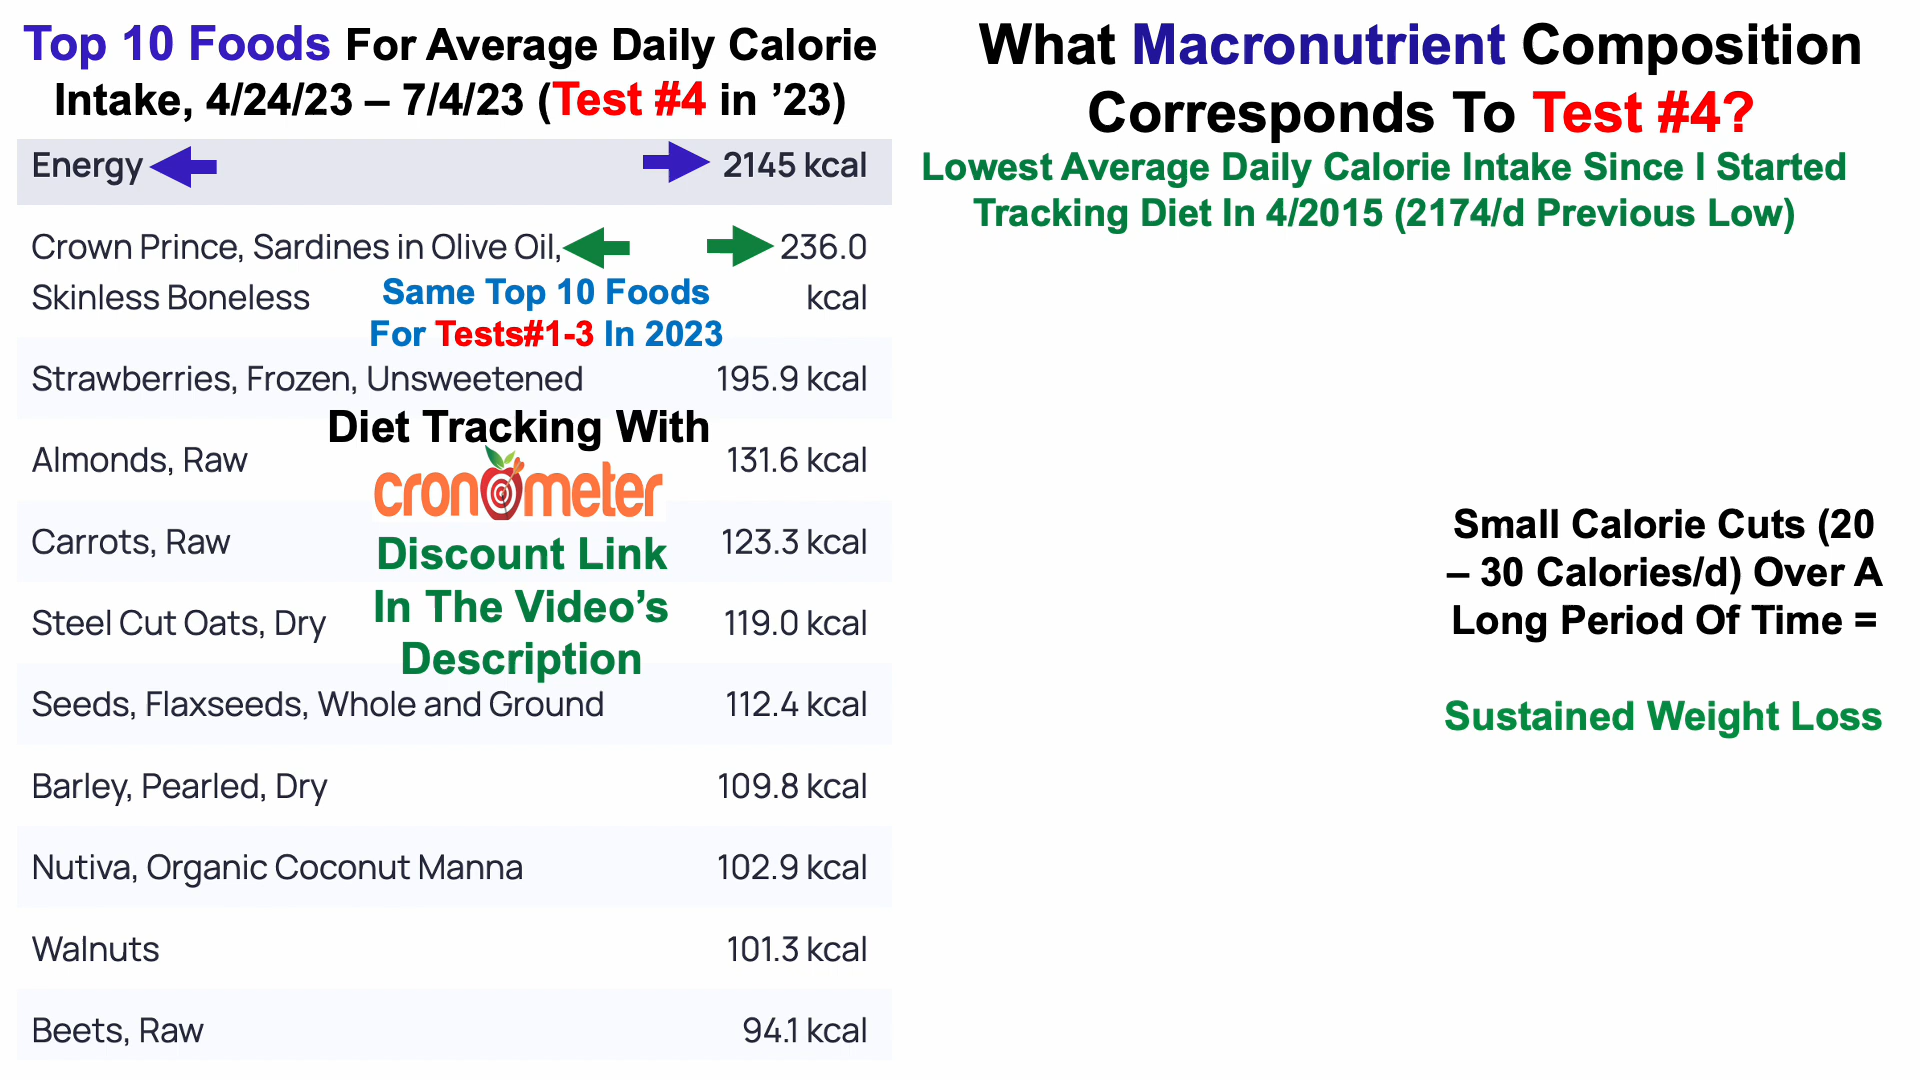 Top 10 Foods For Average Daily Calorie
Intake, 4/24/23 – 7/4/23 (Test #4 in ’23)
Energy 2145 kcal
Crown Prince, Sardines in Olive Oil, 236.0
Skinless Boneless kcal
Same Top 10 Foods
For Tests#1-3 In 2023
Strawberries, Frozen, Unsweetened 195.9 kcal
Diet Tracking With
Almonds, Raw 131.6 kcal
cronometer
Carrots, Raw 123.3 kcal
Discount Link
In The Video’s
Description
Steel Cut Oats, Dry 119.0 kcal
Seeds, Flaxseeds, Whole and Ground 112.4 kcal
Barley, Pearled, Dry 109.8 kcal
Nutiva, Organic Coconut Manna 102.9 kcal
Walnuts 101.3 kcal
Beets, Raw 94.1 kcal
What Macronutrient Composition
Corresponds To Test #4?
Lowest Average Daily Calorie Intake Since I Started
Tracking Diet In 4/2015 (2174/d Previous Low)
Small Calorie Cuts (20
– 30 Calories/d) Over A
Long Period Of Time =
Sustained Weight Loss